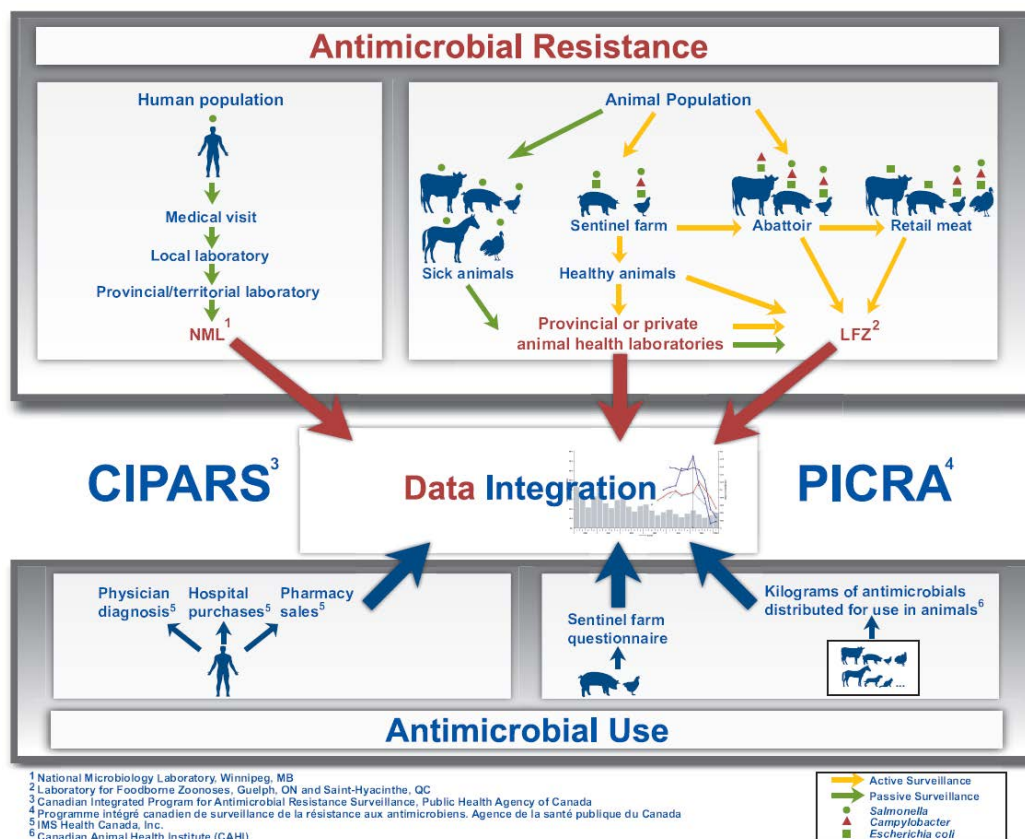 Antimicrobial Resistance
Human population
Medical visit
Local laboratory
Provincial/territorial laboratory
NML1
Animal Population
Sick animals
Sentinel farm
Healthy animals
Abattoir
Retail meat
Provincial or private
animal health laboratories
LFZ2
CIPARS3
Data Integration
PICRA4
Physician
diagnosis5
Hospital
purchases5
Pharmacy
sales5
Sentinel farm
questionnaire
Kilograms of antimicrobials
distributed for use in animals6
...
Antimicrobial Use
1 National Microbiology Laboratory, Winnipeg, MB
2 Laboratory for Foodborne Zoonoses, Guelph, ON and Saint-Hyacinthe, QC
3 Canadian Integrated Program for Antimicrobial Resistance Surveillance, Public Health Agency of Canada
4 Programme intégré canadien de surveillance de la résistance aux antimicrobiens. Agence de la santé publique du Canada
5 IMS Health Canada, Inc.
6 Canadian Animal Health Institute (CAHI)
Active Surveillance
Passive Surveillance
Salmonella
Campylobacter
Escherichia coli